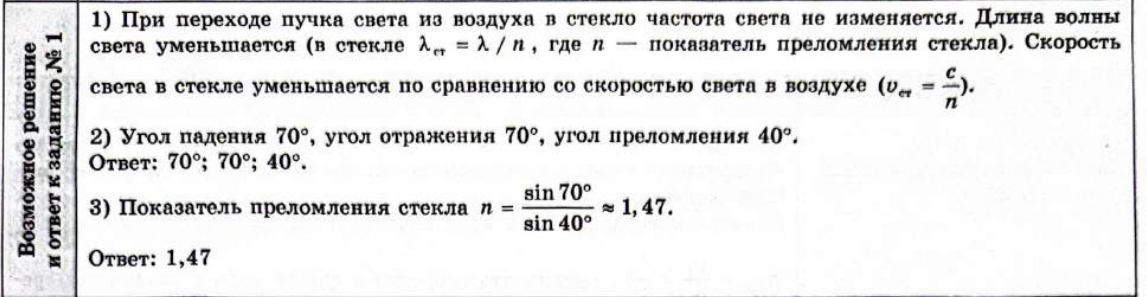 Возможное решение
и ответ к заданию № 1
1) При переходе пучка света из воздуха в стекло частота света не изменяется. Длина волны
света уменьшается (в стекле λст = λ / n , где n — показатель преломления стекла). Скорость
света в стекле уменьшается по сравнению со скоростью света в воздухе (υст = c/n).
2) Угол падения 70°, угол отражения 70°, угол преломления 40°.
Ответ: 70°; 70°; 40°.
3) Показатель преломления стекла n = sin 70°/sin 40° ≈ 1, 47.
Ответ: 1,47